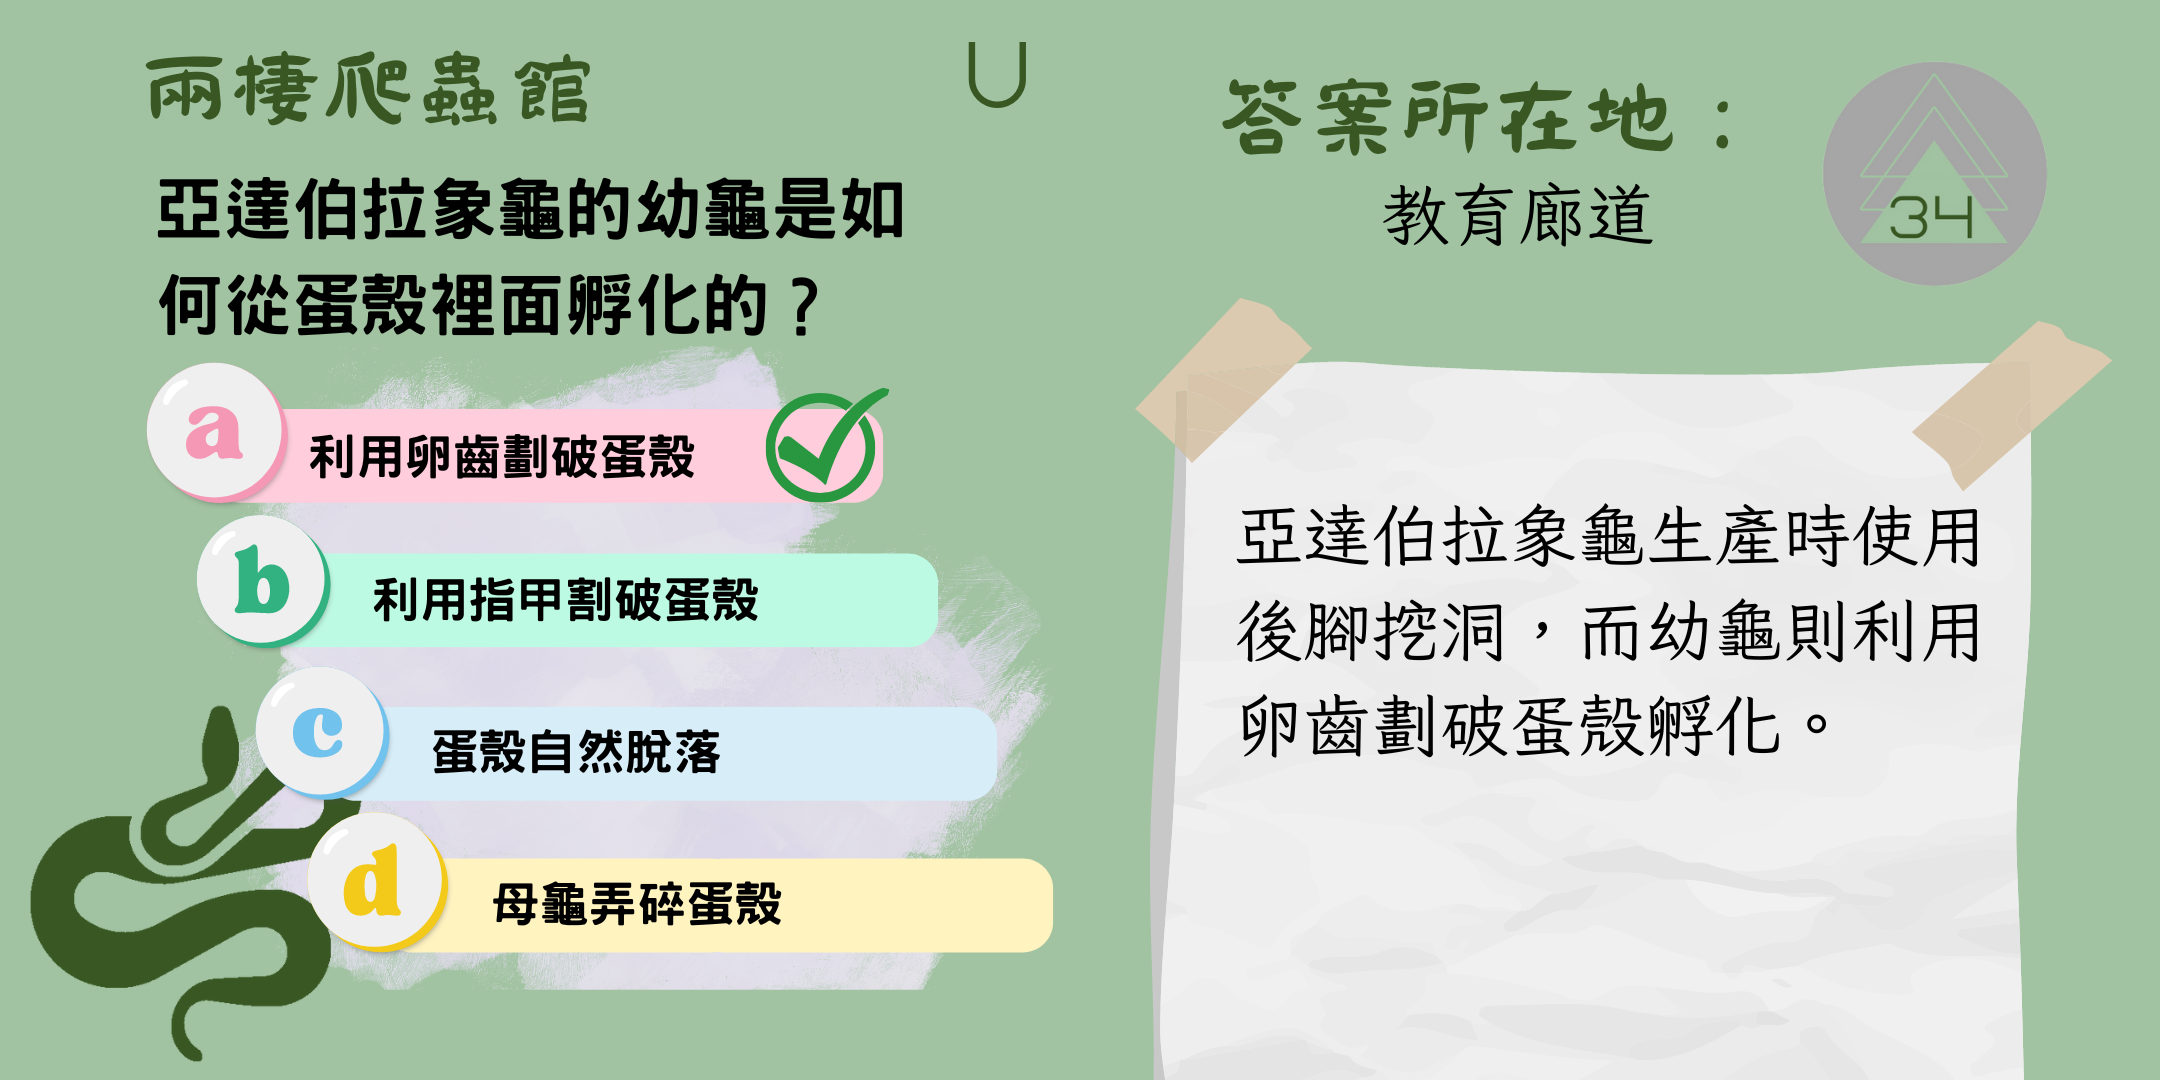 兩棲爬蟲館
亞達伯拉象龜的幼龜是如
何從蛋殼裡面孵化的？
a
利用卵齒劃破蛋殼
b
利用指甲割破蛋殼
c
蛋殼自然脫落
d
母龜弄碎蛋殼
答案所在地：
教育廊道
34
亞達伯拉象龜生產時使用
後腳挖洞，而幼龜則利用
卵齒劃破蛋殼孵化。